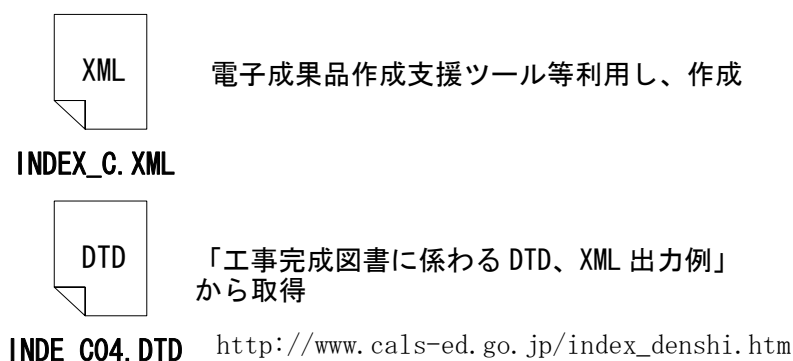 XML
電子成果品作成支援ツール等利用し、作成
INDEX_C.XML
DTD
「工事完成図書に係わるDTD、XML出力例」
から取得
INDE_C04.DTD
http://www.cals-ed.go.jp/index_denshi.htm